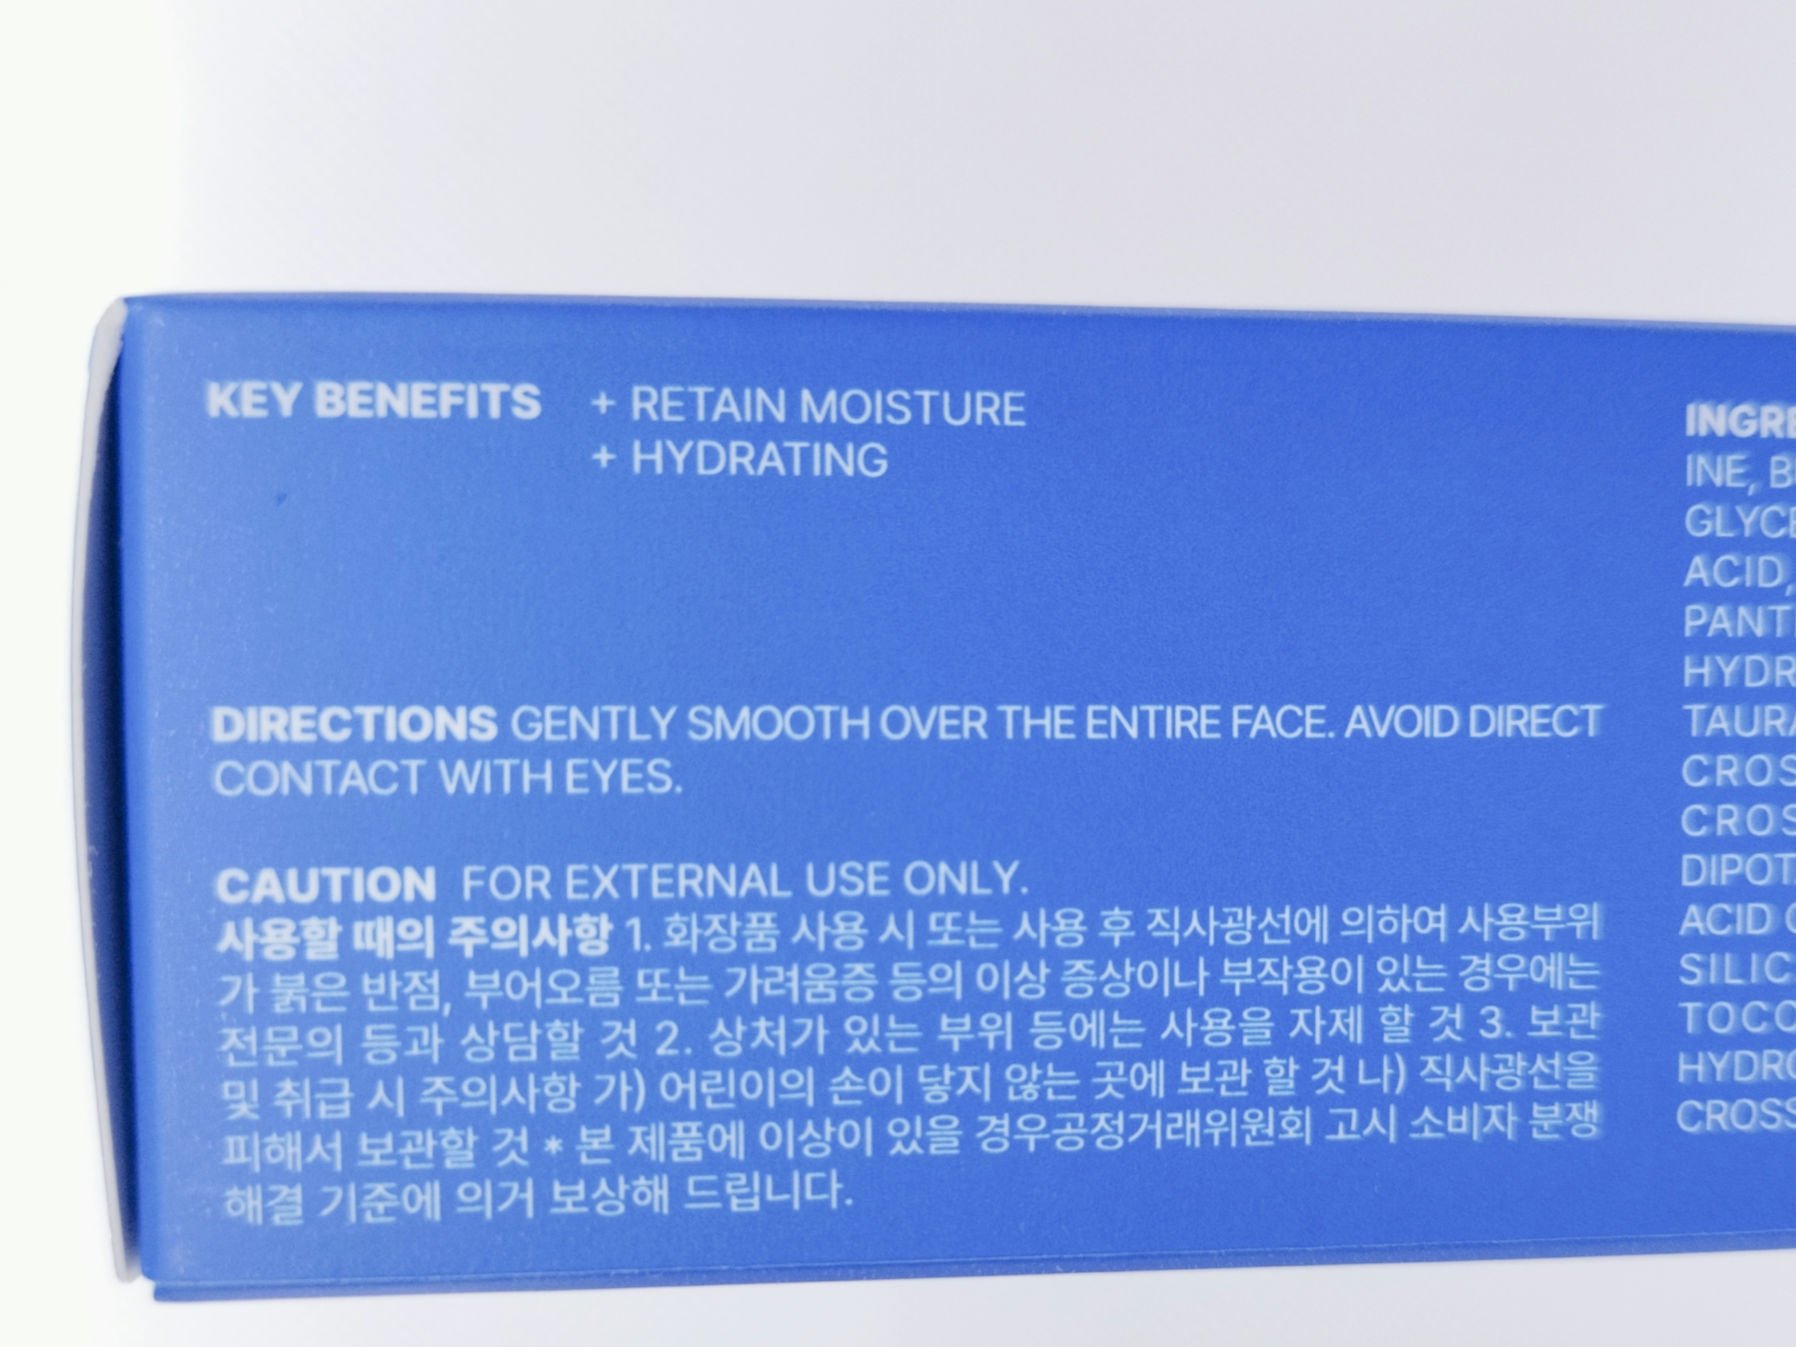 KEY BENEFITS + RETAIN MOISTURE
+ HYDRATING
DIRECTIONS GENTLY SMOOTH OVER THE ENTIRE FACE. AVOID DIRECT
CONTACT WITH EYES.
CAUTION FOR EXTERNAL USE ONLY.
사용할 때의 주의사항 1. 화장품 사용 시 또는 사용 후 직사광선에 의하여 사용부위
가 붉은 반점, 부어오름 또는 가려움증 등의 이상 증상이나 부작용이 있는 경우에는
전문의 등과 상담할 것 2. 상처가 있는 부위 등에는 사용을 자제 할 것 3. 보관
및 취급 시 주의사항 가) 어린이의 손이 닿지 않는 곳에 보관 할 것 나) 직사광선을
피해서 보관할 것 * 본 제품에 이상이 있을 경우공정거래위원회 고시 소비자 분쟁
해결 기준에 의거 보상해 드립니다.
INGRE
INE, B
GLYCE
ACID,
PANT
HYDR
TAURA
CROS
CROS
DIPOT
ACID
SILIC
TOCO
HYDRO
CROSS